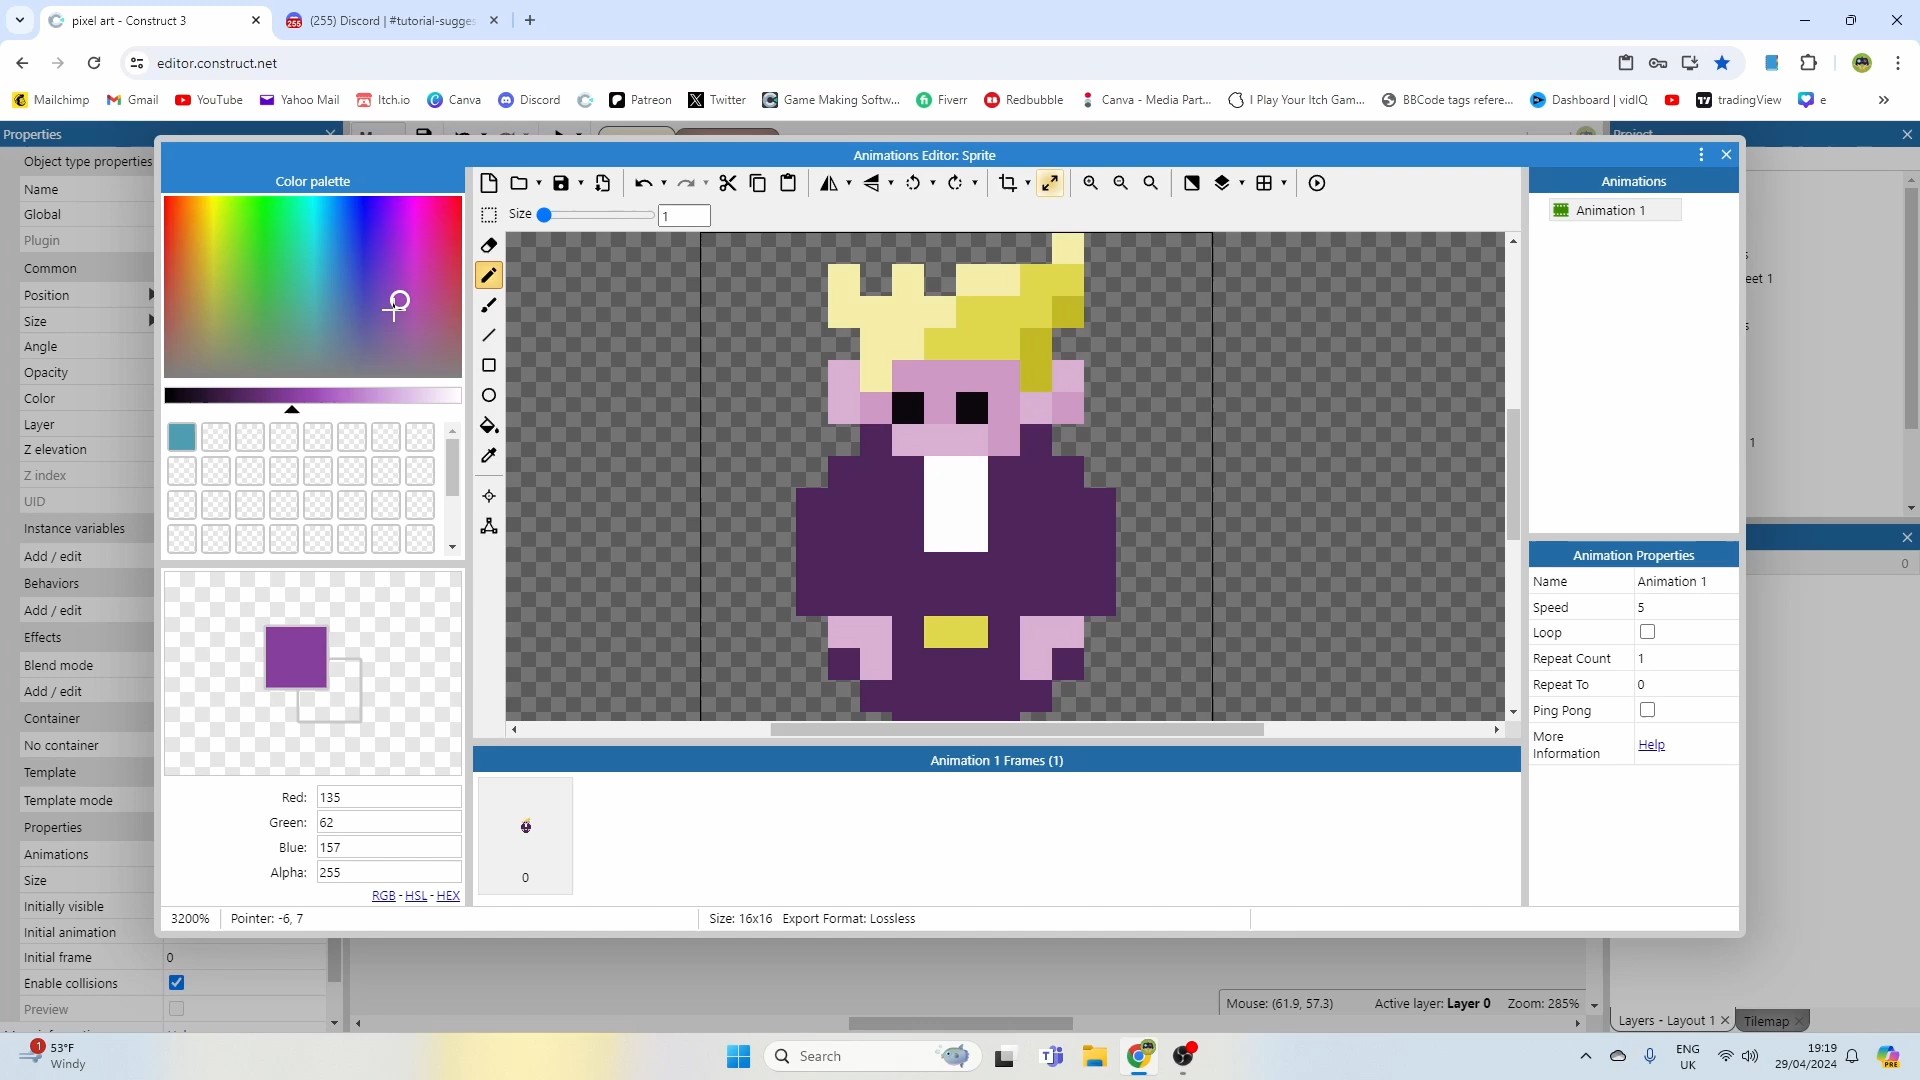 pixel art - Construct 3
(255) Discord | #tutorial-sugges
editor.construct.net
Mailchimp
Gmail
YouTube
Yahoo Mail
Itch.io
Canva
Discord
Patreon
Twitter
Game Making Softw...
Fiverr
Redbubble
Canva - Media Part...
I Play Your Itch Gam...
BBCode tags refere...
Dashboard | vidIQ
tradingView
e
Properties
Project
Animations Editor: Sprite
Object type properties
Name
Global
Plugin
Common
Position
Size
Angle
Opacity
Color
Layer
Z elevation
Z index
UID
Instance variables
Add / edit
Behaviors
Add / edit
Effects
Blend mode
Add / edit
Container
No container
Template
Template mode
Properties
Animations
Size
Initially visible
Initial animation
Initial frame
0
Enable collisions
Preview
Color palette
Size
1
Animations
Animation 1
eet 1
1
0
Red: 135
Green: 62
Blue: 157
Alpha: 255
RGB - HSL - HEX
Animation 1 Frames (1)
0
Animation Properties
Name Animation 1
Speed 5
Loop
Repeat Count 1
Repeat To 0
Ping Pong
More Information Help
3200% Pointer: -6, 7
Size: 16x16 Export Format: Lossless
Mouse: (61.9, 57.3) Active layer: Layer 0 Zoom: 285%
Layers - Layout 1
Tilemap
1
53°F
Windy
Search
ENG
UK
19:19
29/04/2024
PRE